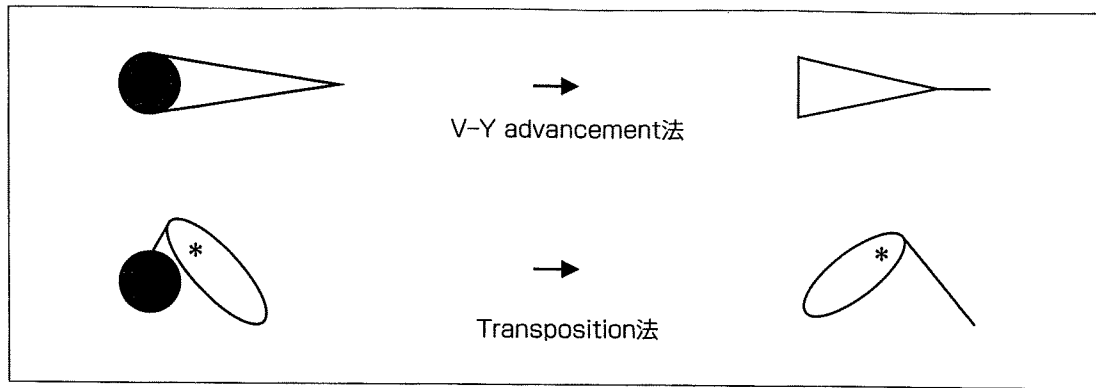 V-Y advancement法
*
*
Transposition法